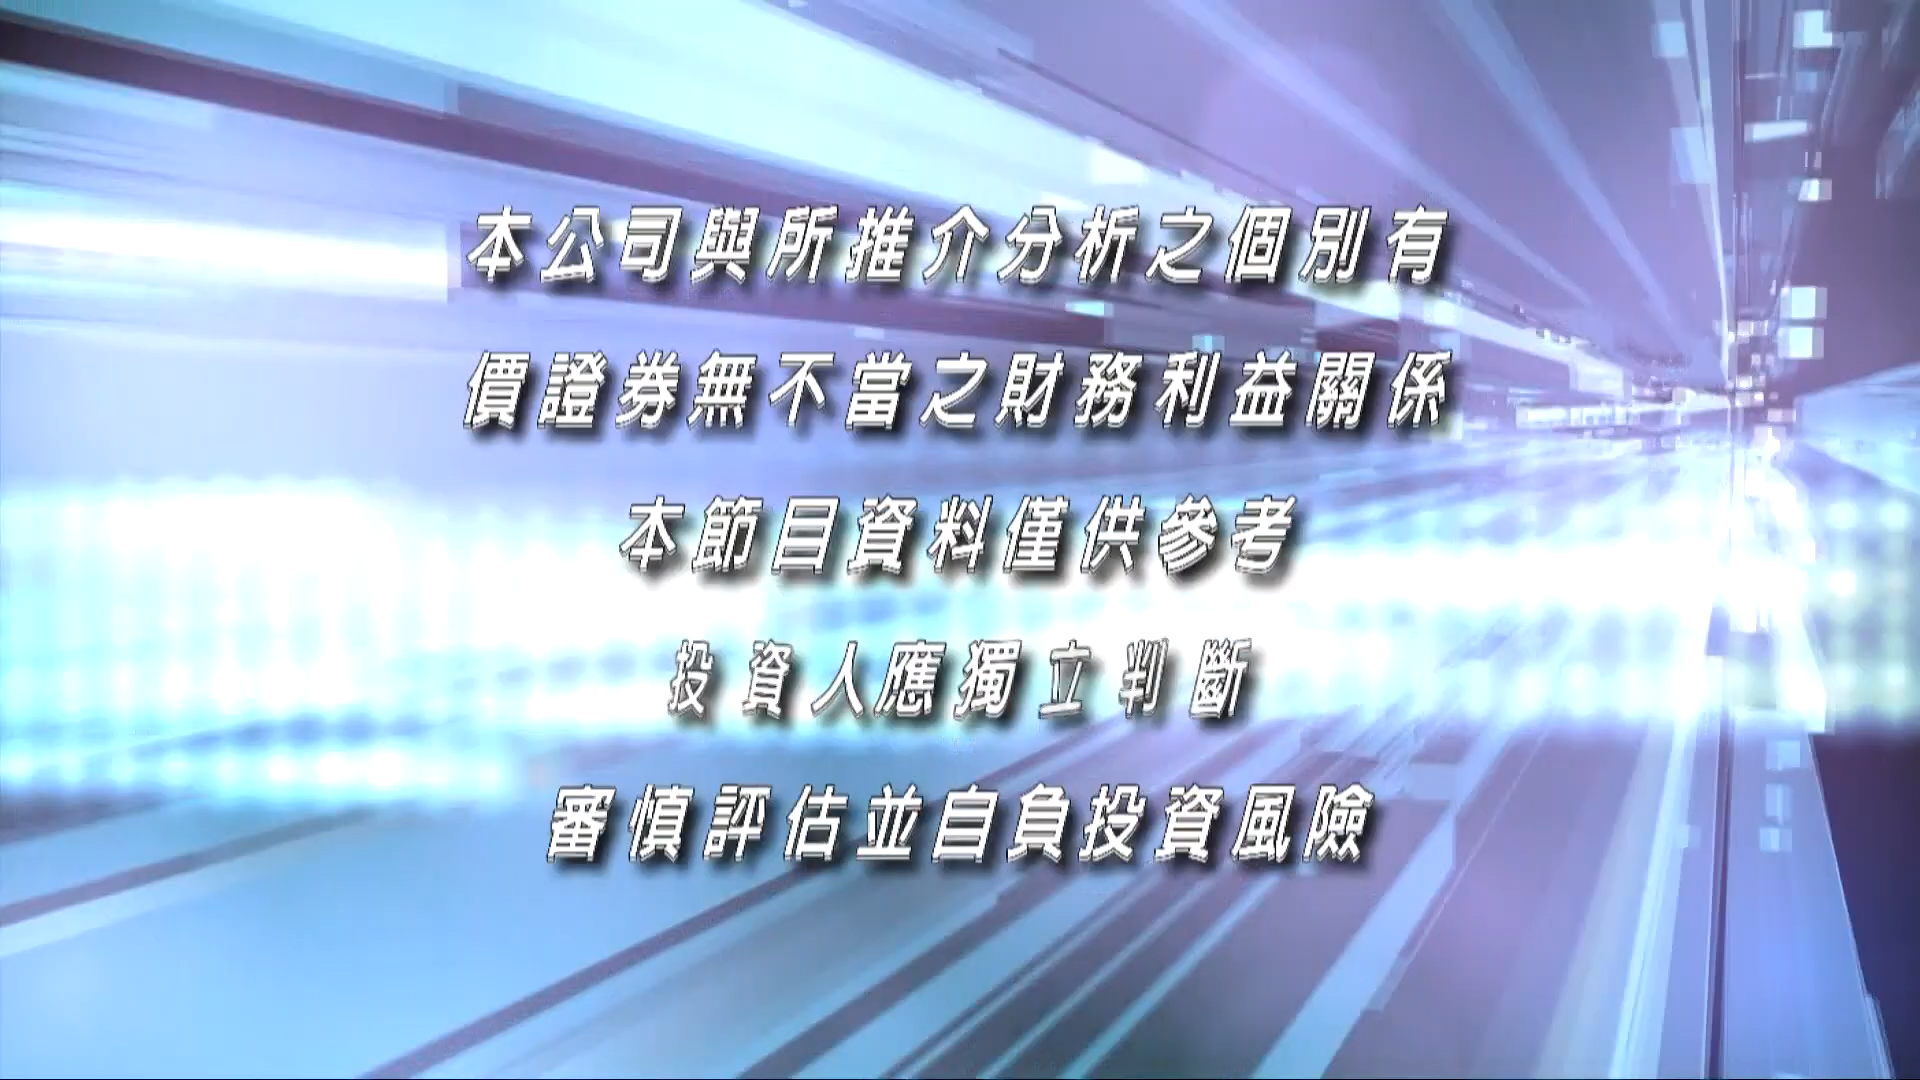 本公司與所推介分析之個別有
價證券無不當之財務利益關係
本節目資料僅供參考
投資人應獨立判斷
審慎評估並自負投資風險